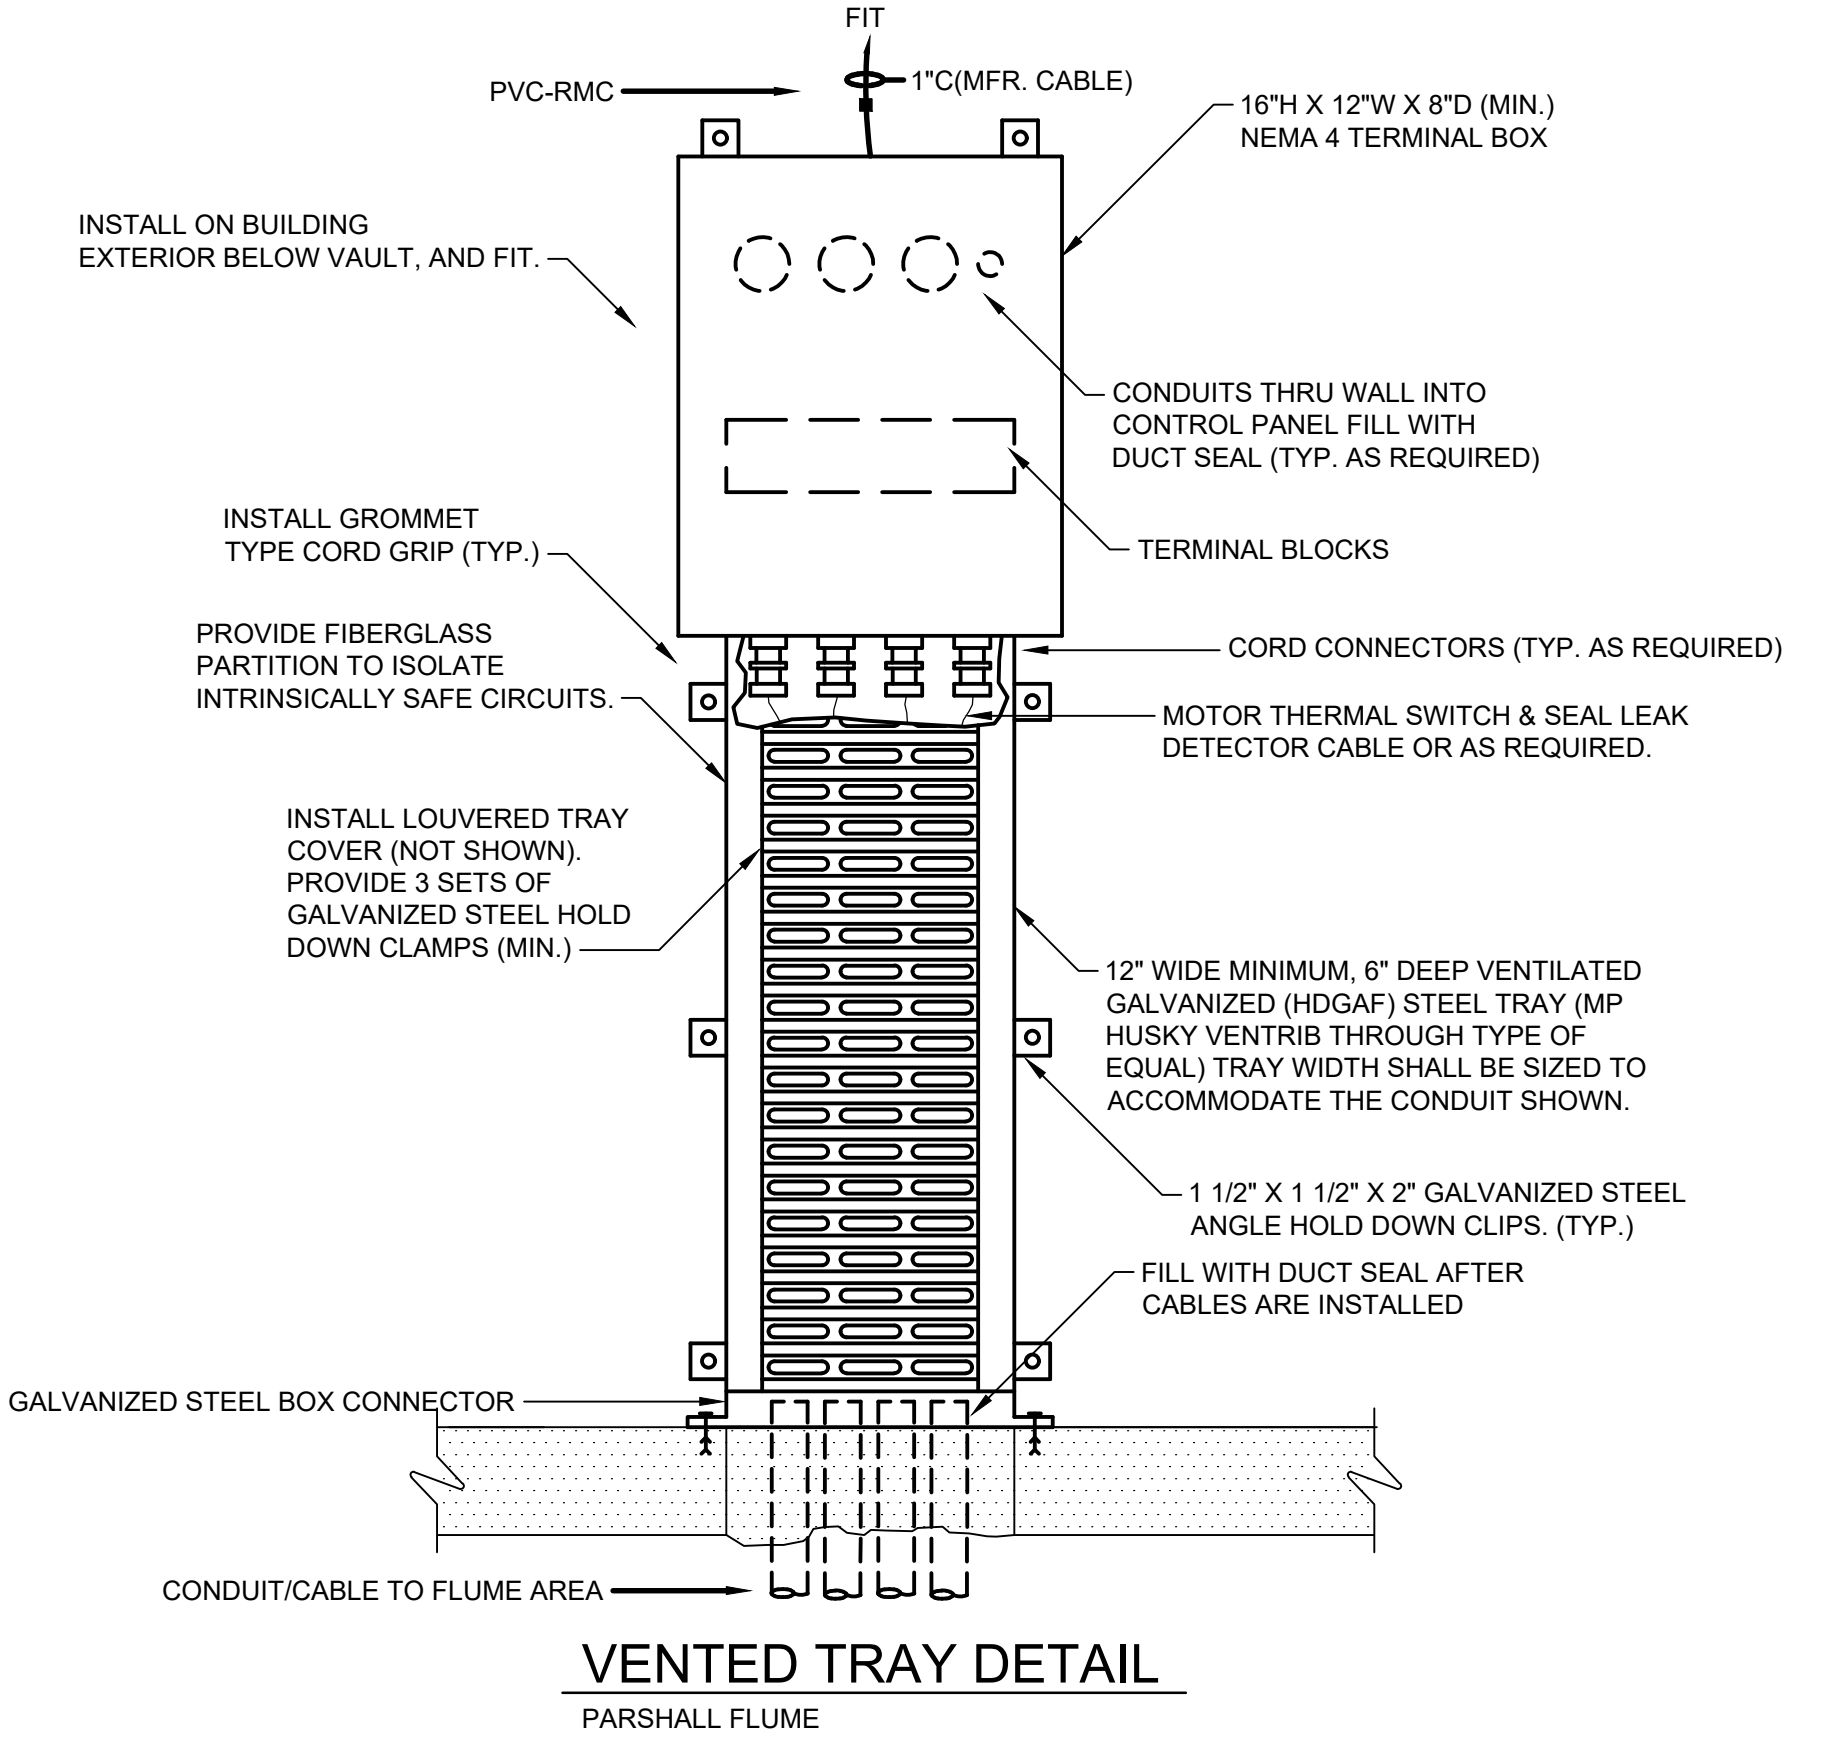 FIT
1"C(MFR. CABLE)
PVC-RMC
16"H X 12"W X 8"D (MIN.)
NEMA 4 TERMINAL BOX
INSTALL ON BUILDING
EXTERIOR BELOW VAULT, AND FIT.
CONDUITS THRU WALL INTO
CONTROL PANEL FILL WITH
DUCT SEAL (TYP. AS REQUIRED)
INSTALL GROMMET
TYPE CORD GRIP (TYP.)
TERMINAL BLOCKS
PROVIDE FIBERGLASS
PARTITION TO ISOLATE
INTRINSICALLY SAFE CIRCUITS.
CORD CONNECTORS (TYP. AS REQUIRED)
MOTOR THERMAL SWITCH & SEAL LEAK
DETECTOR CABLE OR AS REQUIRED.
INSTALL LOUVERED TRAY
COVER (NOT SHOWN).
PROVIDE 3 SETS OF
GALVANIZED STEEL HOLD
DOWN CLAMPS (MIN.)
12" WIDE MINIMUM, 6" DEEP VENTILATED
GALVANIZED (HDGAF) STEEL TRAY (MP
HUSKY VENTRIB THROUGH TYPE OF
EQUAL) TRAY WIDTH SHALL BE SIZED TO
ACCOMMODATE THE CONDUIT SHOWN.
1 1/2" X 1 1/2" X 2" GALVANIZED STEEL
ANGLE HOLD DOWN CLIPS. (TYP.)
FILL WITH DUCT SEAL AFTER
CABLES ARE INSTALLED
GALVANIZED STEEL BOX CONNECTOR
CONDUIT/CABLE TO FLUME AREA
VENTED TRAY DETAIL
PARSHALL FLUME